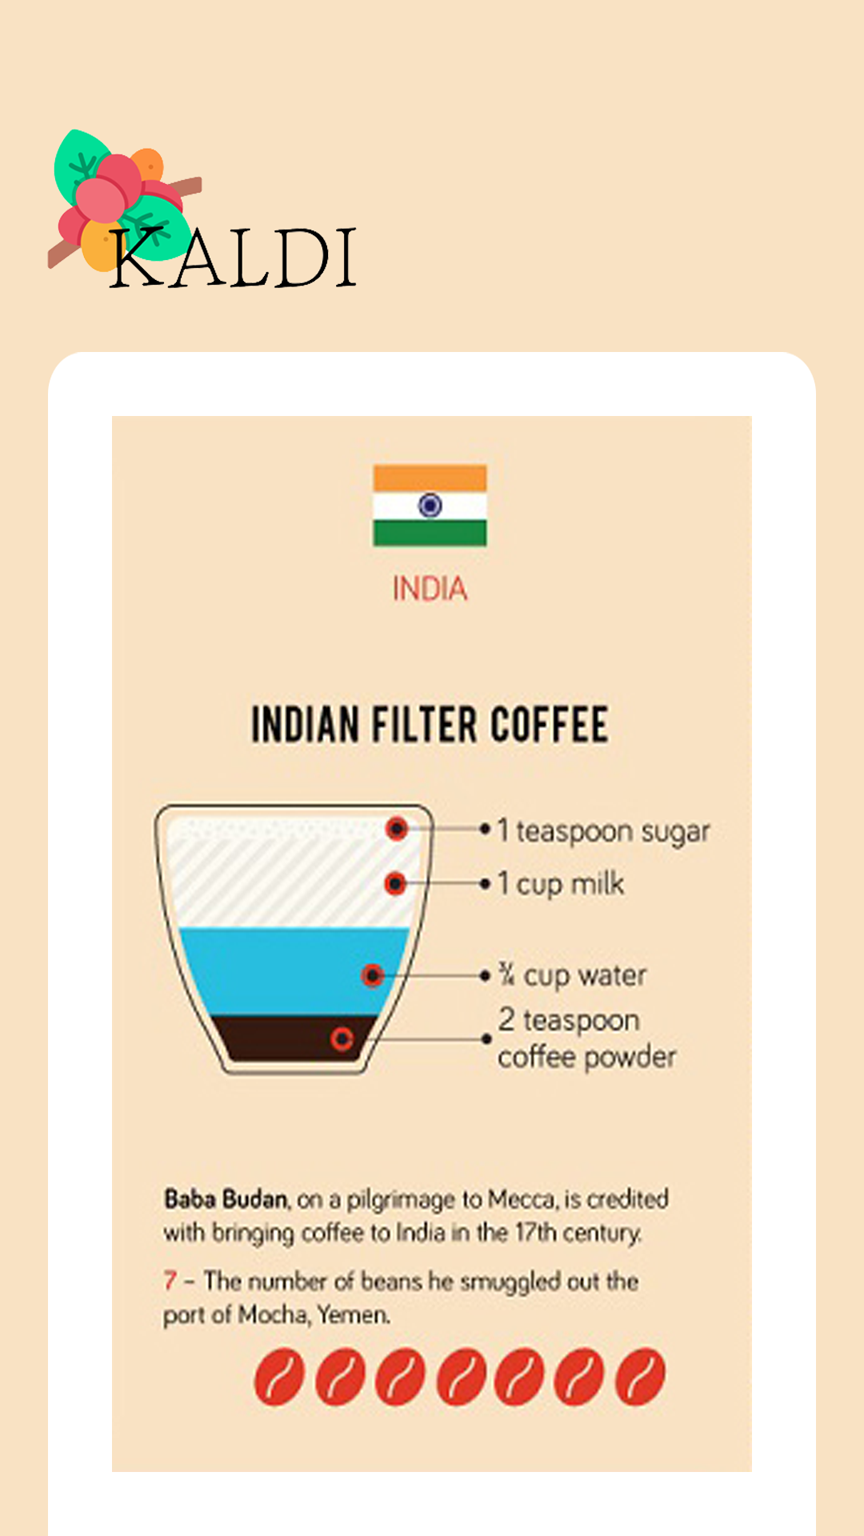 KALDI
INDIA
INDIAN FILTER COFFEE
1 teaspoon sugar
1 cup milk
¾ cup water
2 teaspoon
coffee powder
Baba Budan, on a pilgrimage to Mecca, is credited
with bringing coffee to India in the 17th century.
7 – The number of beans he smuggled out the
port of Mocha, Yemen.